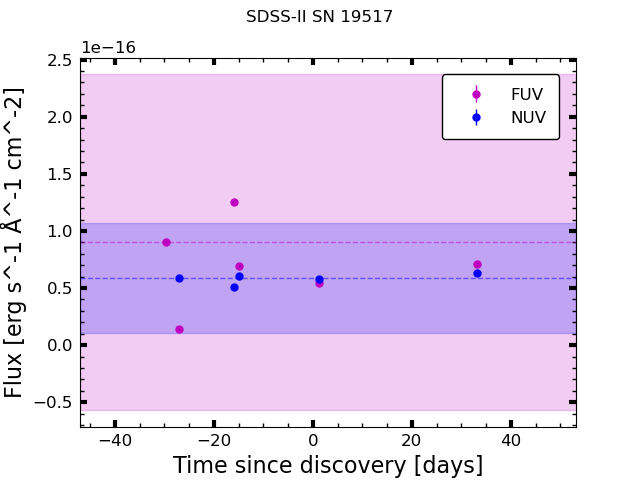 SDSS-II SN 19517
1e−16
2.5
2.0
1.5
1.0
0.5
0.0
−0.5
Flux [erg s^-1 Å^-1 cm^-2]
FUV
NUV
−40 −20 0 20 40
Time since discovery [days]